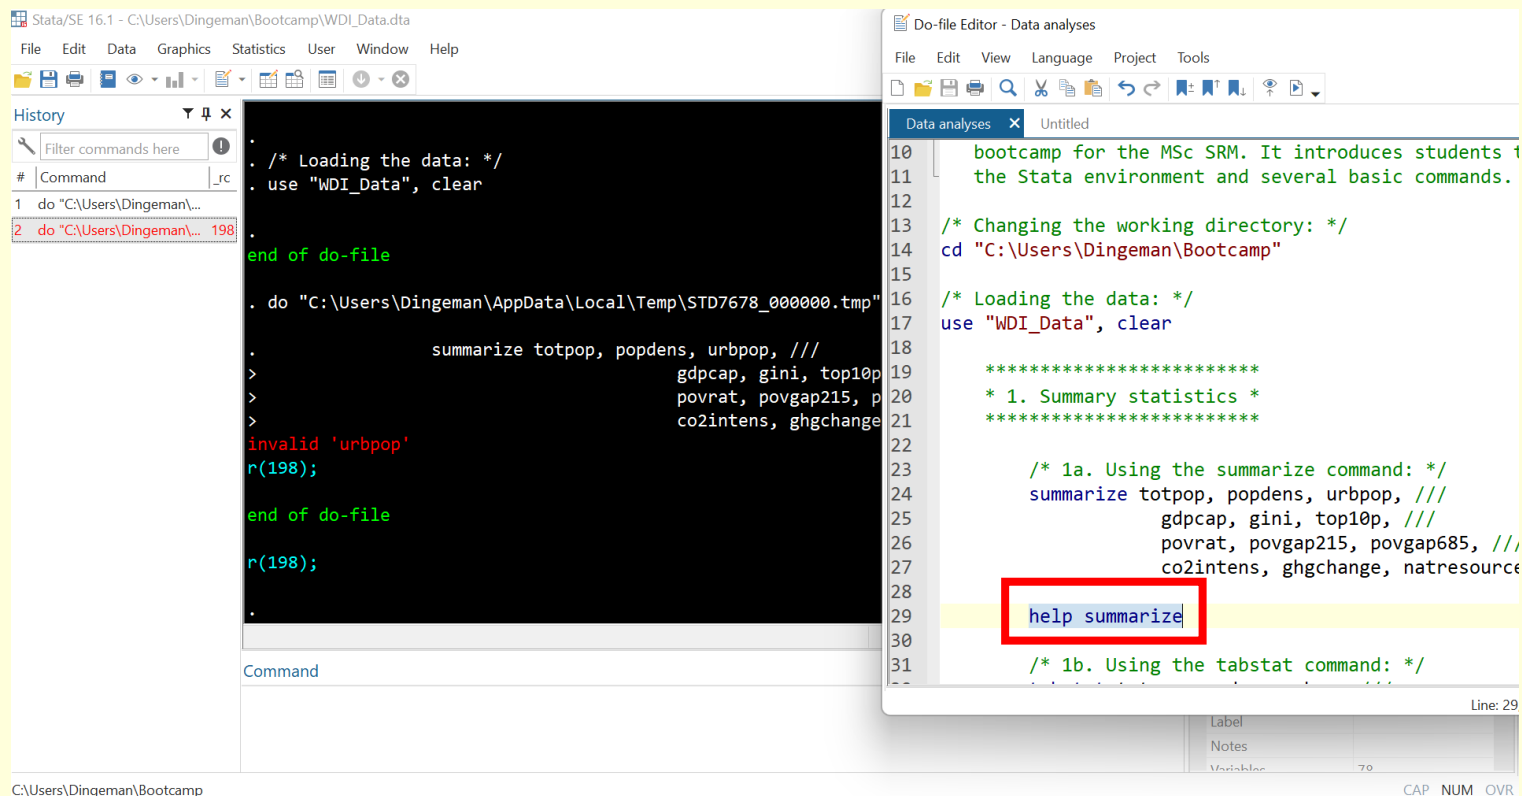 Stata/SE 16.1 - C:\Users\Dingeman\Bootcamp\WDI_Data.dta
File Edit Data Graphics Statistics User Window Help
History
Filter commands here
# Command _rc
1 do "C:\Users\Dingeman\...
2 do "C:\Users\Dingeman\... 198
.
. /* Loading the data: */
. use "WDI_Data", clear
.
end of do-file
. do "C:\Users\Dingeman\AppData\Local\Temp\STD7678_000000.tmp"
. summarize totpop, popdens, urbpop, ///
> gdpcap, gini, top10p
> povrat, povgap215, p
> co2intens, ghgchange
invalid 'urbpop'
r(198);
end of do-file
r(198);
.
Command
C:\Users\Dingeman\Bootcamp
Do-file Editor - Data analyses
File Edit View Language Project Tools
Data analyses Untitled
10 bootcamp for the MSc SRM. It introduces students t
11 the Stata environment and several basic commands.
12
13 /* Changing the working directory: */
14 cd "C:\Users\Dingeman\Bootcamp"
15
16 /* Loading the data: */
17 use "WDI_Data", clear
18
19 *************************
20 * 1. Summary statistics *
21 *************************
22
23 /* 1a. Using the summarize command: */
24 summarize totpop, popdens, urbpop, ///
25 gdpcap, gini, top10p, ///
26 povrat, povgap215, povgap685, ///
27 co2intens, ghgchange, natresource
28
29 help summarize
30
31 /* 1b. Using the tabstat command: */
Line: 29
Label
Notes
Variables 78
CAP NUM OVR